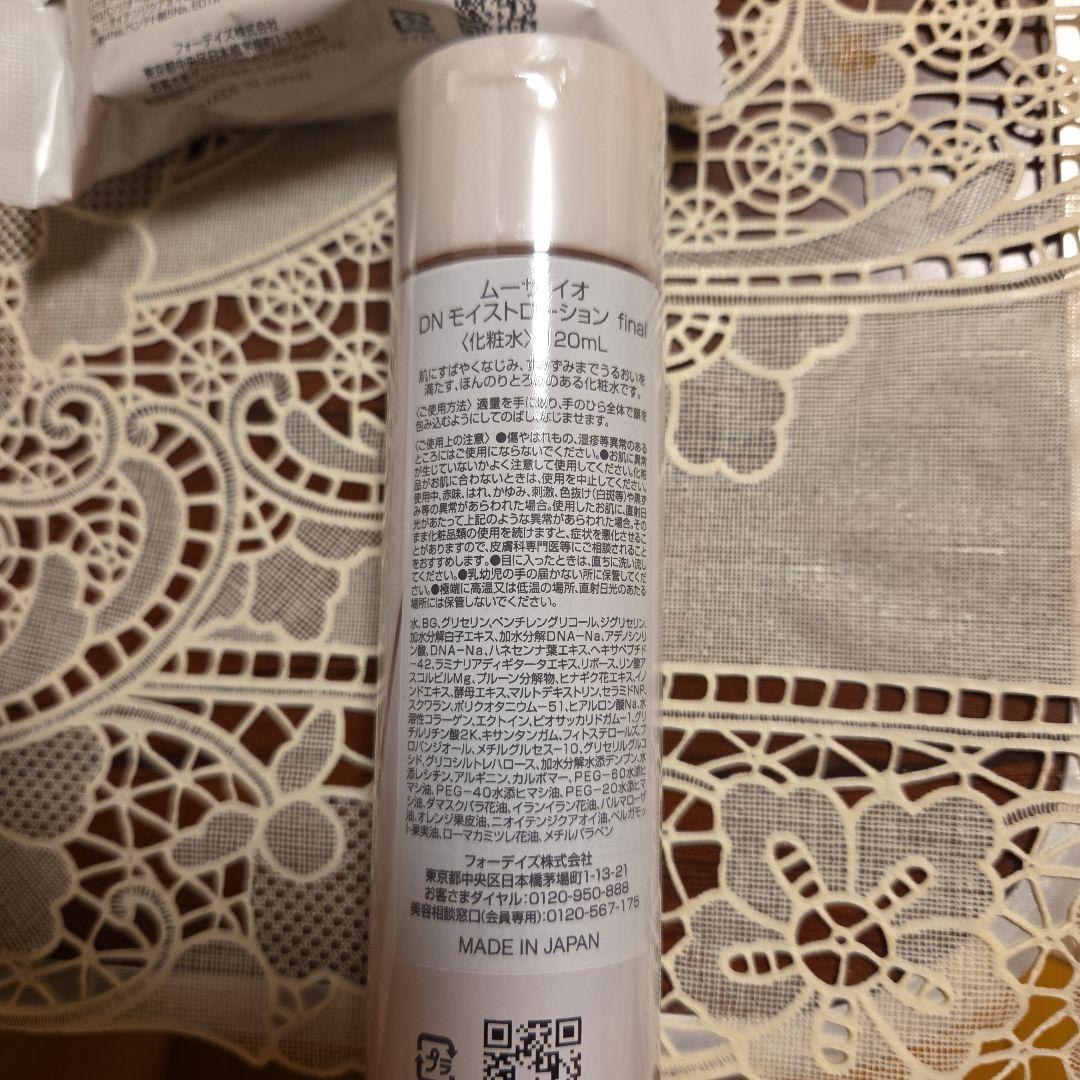 フォーデイズ株式会社
東京都中央区日本橋茅場町1-13-21
MADE IN JAPAN
ムーサ イオ
DN モイストローション final
〈化粧水〉120mL
肌にすばやくなじみ、すみずみまでうるおいを
満たす、ほんのりとろみのある化粧水です。
〈ご使用方法〉適量を手に取り、手のひら全体で顔を
包み込むようにしてのばし、なじませます。
〈ご使用上の注意〉●傷やはれもの、湿疹等異常のある
ところにはご使用にならないでください。●お肌に異常
が生じていないかよく注意して使用してください。化粧
品がお肌に合わないときは、使用を中止してください。
使用中、赤味、はれ、かゆみ、刺激、色抜け(白斑等)や黒ず
み等の異常があらわれた場合。使用したお肌に、直射日
光があたって上記のような異常があらわれた場合。その
まま化粧品類の使用を続けますと、症状を悪化させるこ
とがありますので、皮膚科専門医等にご相談されること
をおすすめします。●目に入ったときは、直ちに洗い流し
てください。●乳幼児の手の届かない所に保管してくだ
さい。●極端に高温又は低温の場所、直射日光のあたる
場所には保管しないでください。
水、BG、グリセリン、ペンチレングリコール、ジグリセリン、
加水分解白子エキス、加水分解DNA-Na、アデノシンリ
ン酸、DNA-Na、ハネセンナ葉エキス、ヘキサペプチド
-42、ラミナリアディギタータエキス、リボース、リン酸ア
スコルビルMg、プルーン分解物、ヒナギク花エキス、イノ
ンドエキス、酵母エキス、マルトデキストリン、セラミドNP、
スクワラン、ポリクオタニウム-51、ヒアルロン酸Na、水
溶性コラーゲン、エクトイン、ビオサッカリドガム-1、グリ
チルリチン酸2K、キサンタンガム、フィトステロールズ、プ
ロパンジオール、メチルグルセス-10、グリセリルグルコ
シド、グリコシルトレハロース、加水分解水添デンプン、水
添レシチン、アルギニン、カルボマー、PEG-60水添ヒ
マシ油、PEG-40水添ヒマシ油、PEG-20水添ヒマ
シ油、ダマスクバラ花油、イランイラン花油、パルマローザ
油、オレンジ果皮油、ニオイテンジクアオイ油、ベルガモッ
ト果実油、ローマカミツレ花油、メチルパラベン
フォーデイズ株式会社
東京都中央区日本橋茅場町1-13-21
お客さまダイヤル:0120-950-888
美容相談窓口(会員専用):0120-567-175
MADE IN JAPAN
プラ